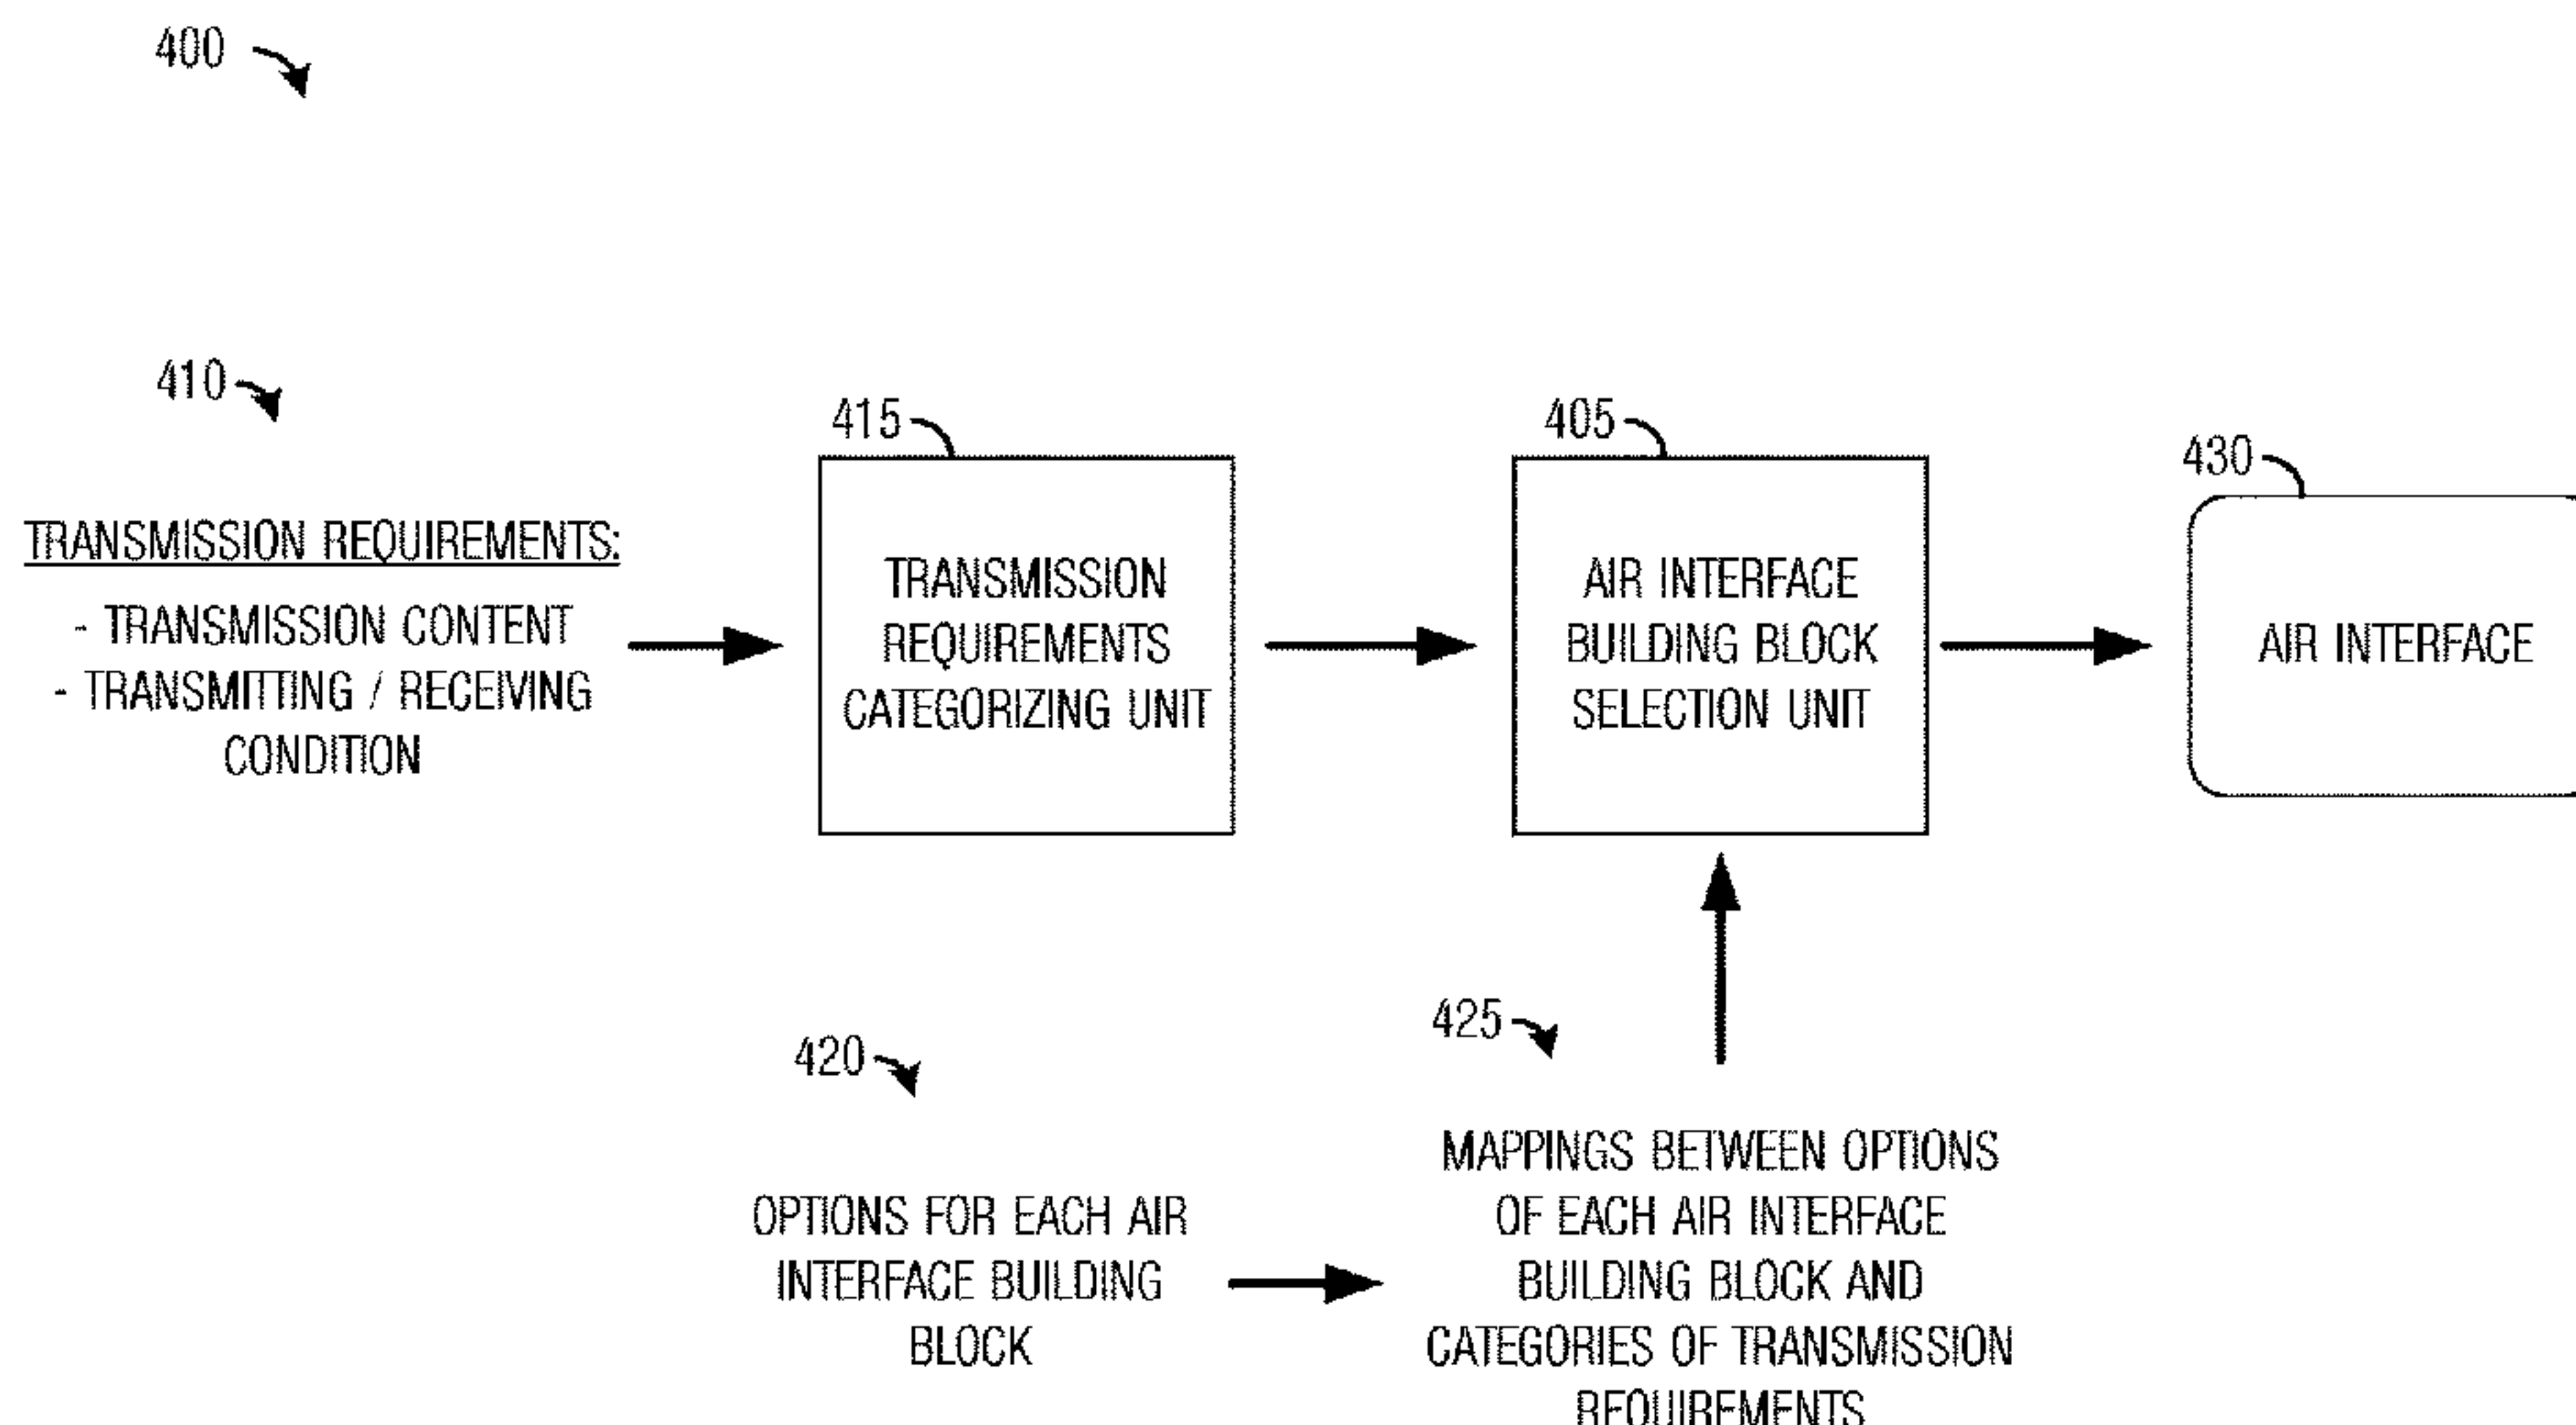 400
410
TRANSMISSION REQUIREMENTS:
- TRANSMISSION CONTENT
- TRANSMITTING / RECEIVING
CONDITION
415
TRANSMISSION
REQUIREMENTS
CATEGORIZING UNIT
405
AIR INTERFACE
BUILDING BLOCK
SELECTION UNIT
430
AIR INTERFACE
420
OPTIONS FOR EACH AIR
INTERFACE BUILDING
BLOCK
425
MAPPINGS BETWEEN OPTIONS
OF EACH AIR INTERFACE
BUILDING BLOCK AND
CATEGORIES OF TRANSMISSION
REQUIREMENTS